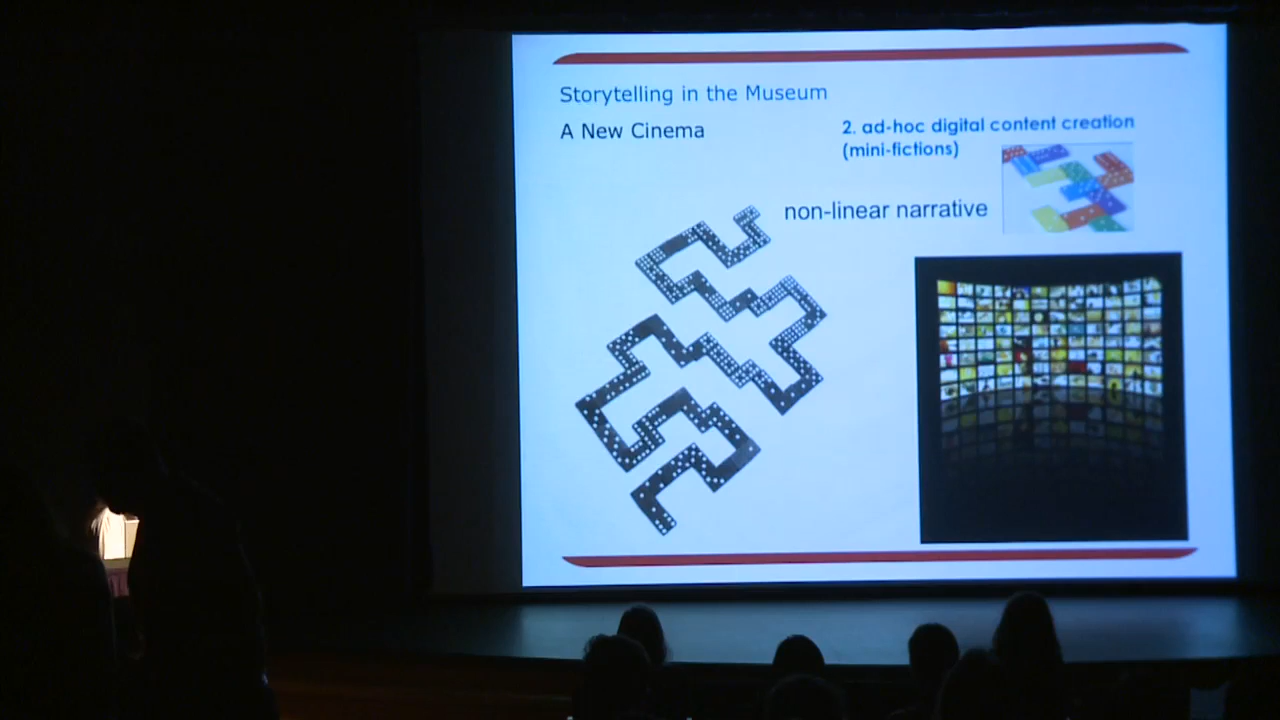 Storytelling in the Museum
A New Cinema
2. ad-hoc digital content creation
(mini-fictions)
non-linear narrative